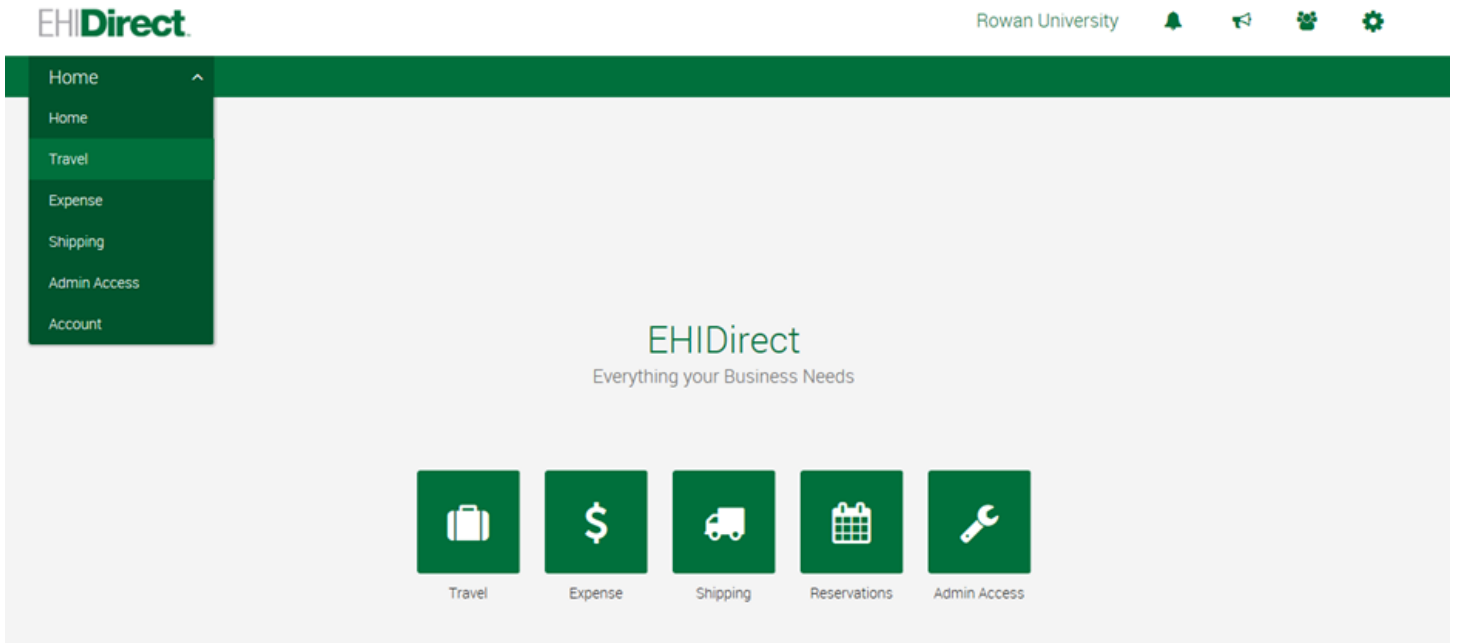 EHIDirect.
Rowan University
Home
Home
Travel
Expense
Shipping
Admin Access
Account
EHIDirect
Everything your Business Needs
Travel Expense Shipping Reservations Admin Access